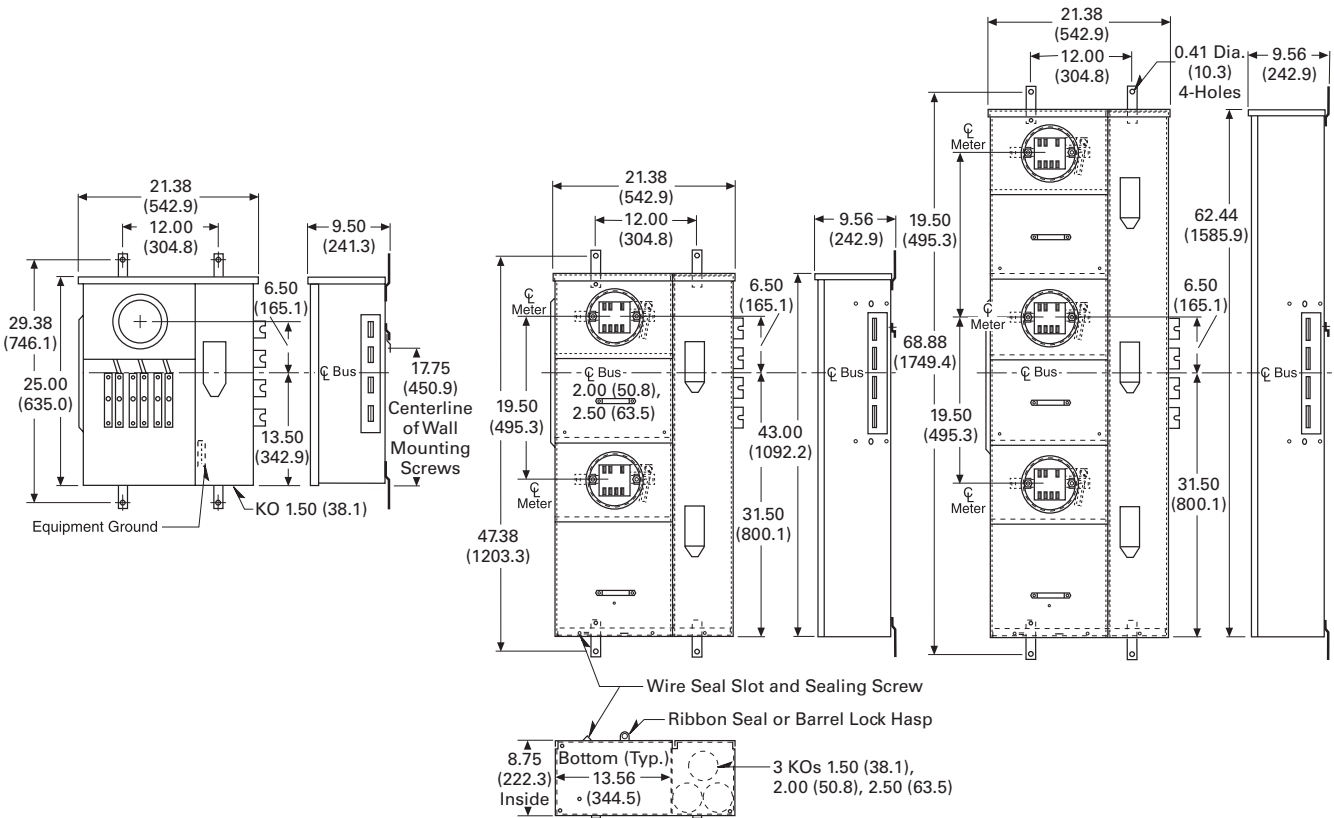 21.38
(542.9)
12.00
(304.8)
9.50
(241.3)
29.38
(746.1)
25.00
(635.0)
6.50
(165.1)
13.50
(342.9)
℄ Bus
17.75
(450.9)
Centerline
of Wall
Mounting
Screws
Equipment Ground
KO 1.50 (38.1)
21.38
(542.9)
12.00
(304.8)
9.56
(242.9)
℄
Meter
6.50
(165.1)
℄ Bus
2.00 (50.8),
2.50 (63.5)
℄ Bus
19.50
(495.3)
43.00
(1092.2)
℄
Meter
31.50
(800.1)
47.38
(1203.3)
21.38
(542.9)
12.00
(304.8)
0.41 Dia.
(10.3)
4-Holes
9.56
(242.9)
℄
Meter
19.50
(495.3)
62.44
(1585.9)
6.50
(165.1)
℄
Meter
68.88
(1749.4)
℄ Bus
℄ Bus
19.50
(495.3)
℄
Meter
31.50
(800.1)
Wire Seal Slot and Sealing Screw
Ribbon Seal or Barrel Lock Hasp
8.75
(222.3)
Inside
Bottom (Typ.)
13.56
(344.5)
3 KOs 1.50 (38.1),
2.00 (50.8), 2.50 (63.5)